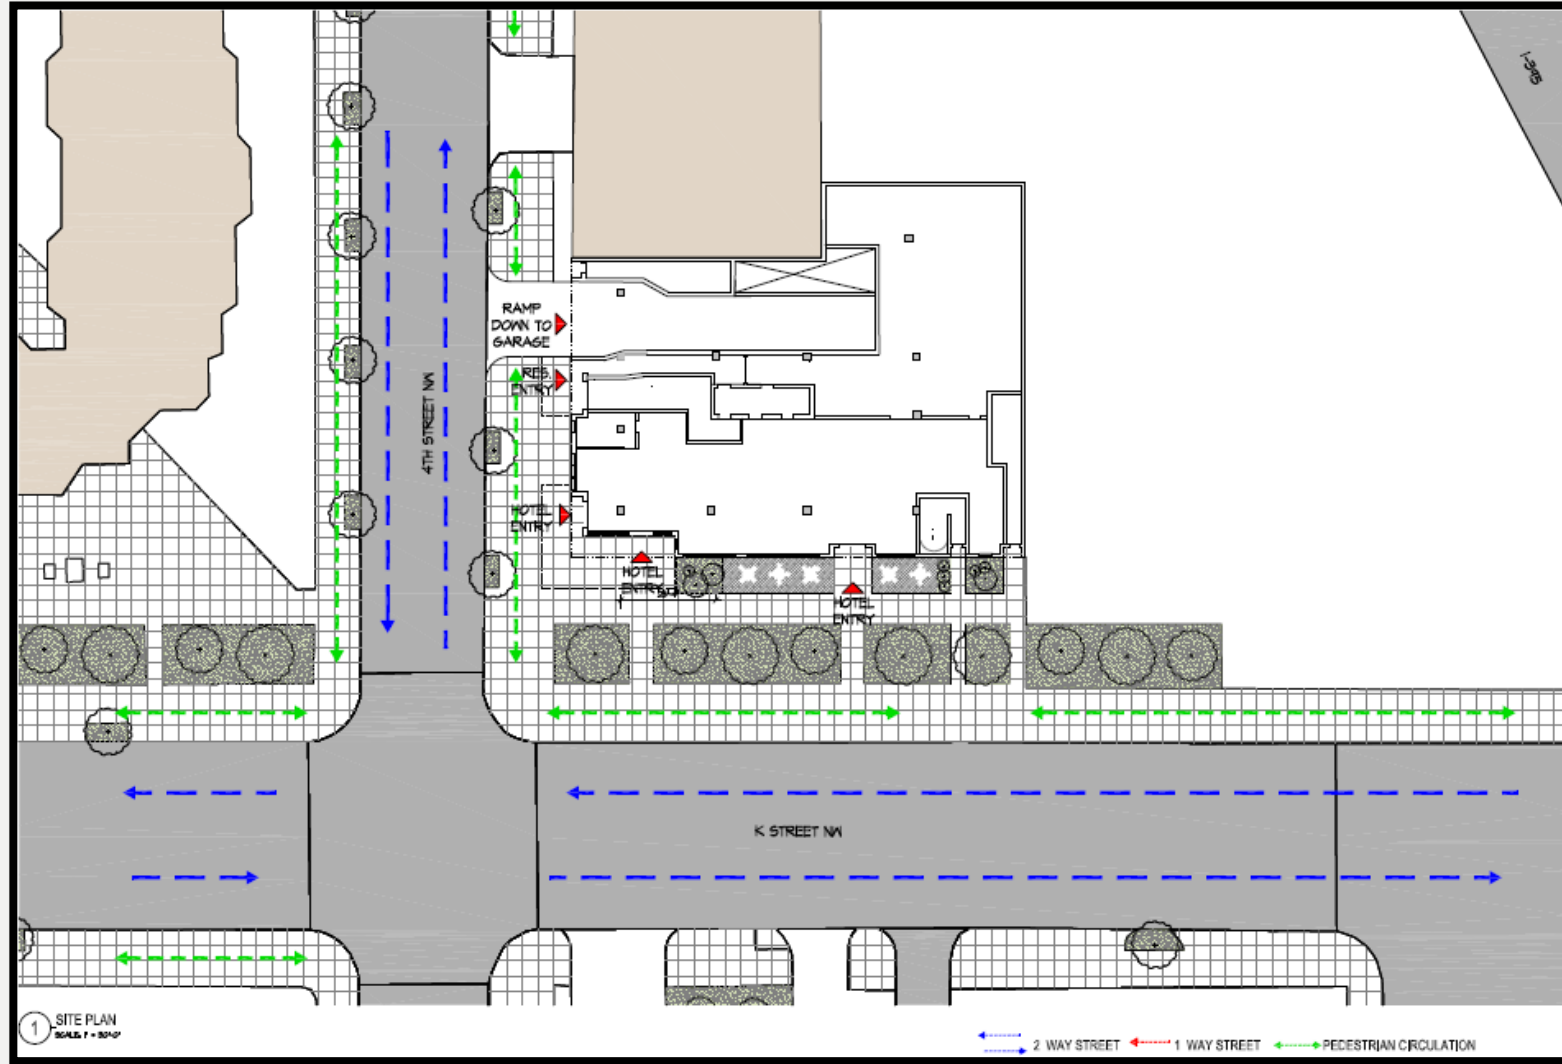 I-395
RAMP
DOWN TO
GARAGE
RES.
ENTRY
4TH STREET NW
HOTEL
ENTRY
HOTEL
ENTRY
HOTEL
ENTRY
K STREET NW
1
SITE PLAN
2 WAY STREET
1 WAY STREET
PEDESTRIAN CIRCULATION